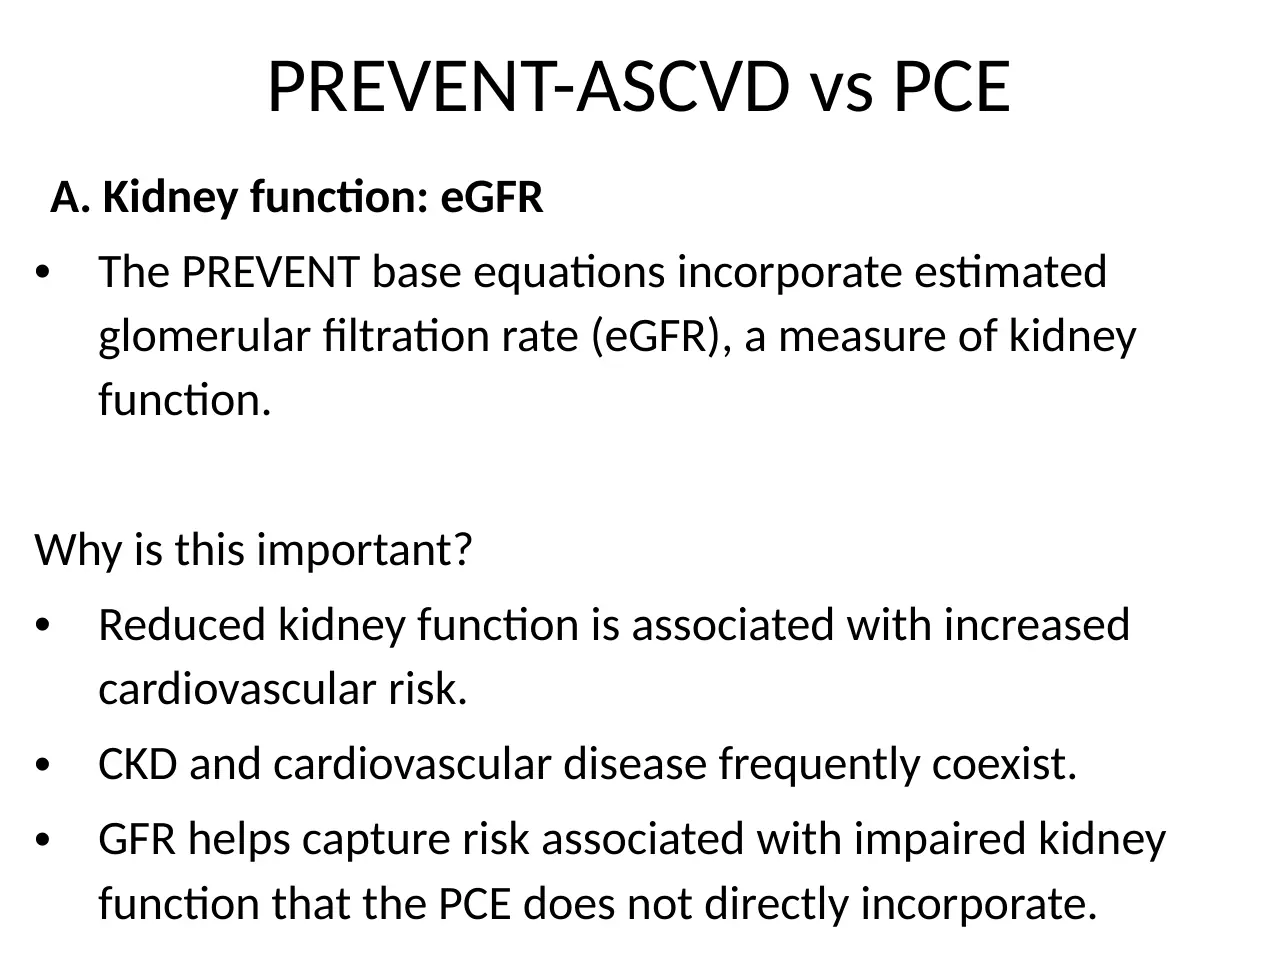 PREVENT-ASCVD vs PCE
A. Kidney function: eGFR
• The PREVENT base equations incorporate estimated
glomerular filtration rate (eGFR), a measure of kidney
function.
Why is this important?
• Reduced kidney function is associated with increased
cardiovascular risk.
• CKD and cardiovascular disease frequently coexist.
• GFR helps capture risk associated with impaired kidney
function that the PCE does not directly incorporate.